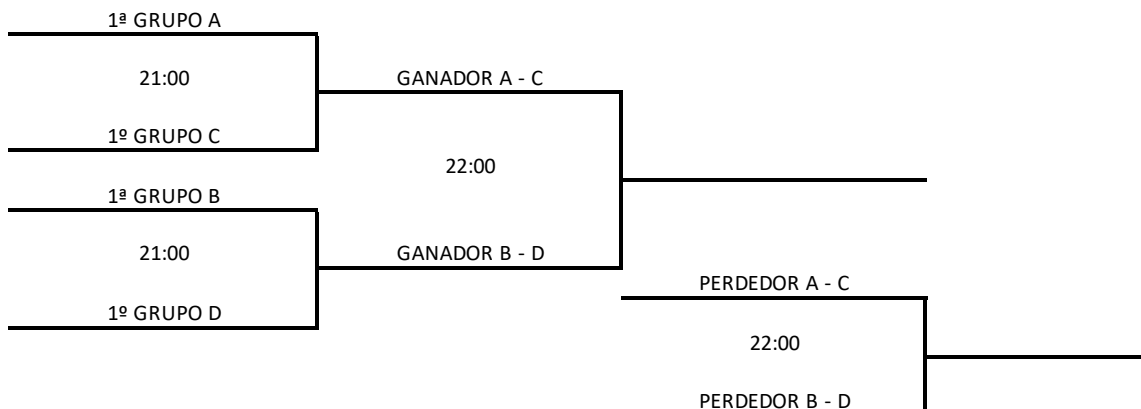 1ª GRUPO A
21:00
GANADOR A - C
1º GRUPO C
22:00
1ª GRUPO B
21:00
GANADOR B - D
PERDEDOR A - C
1º GRUPO D
22:00
PERDEDOR B - D